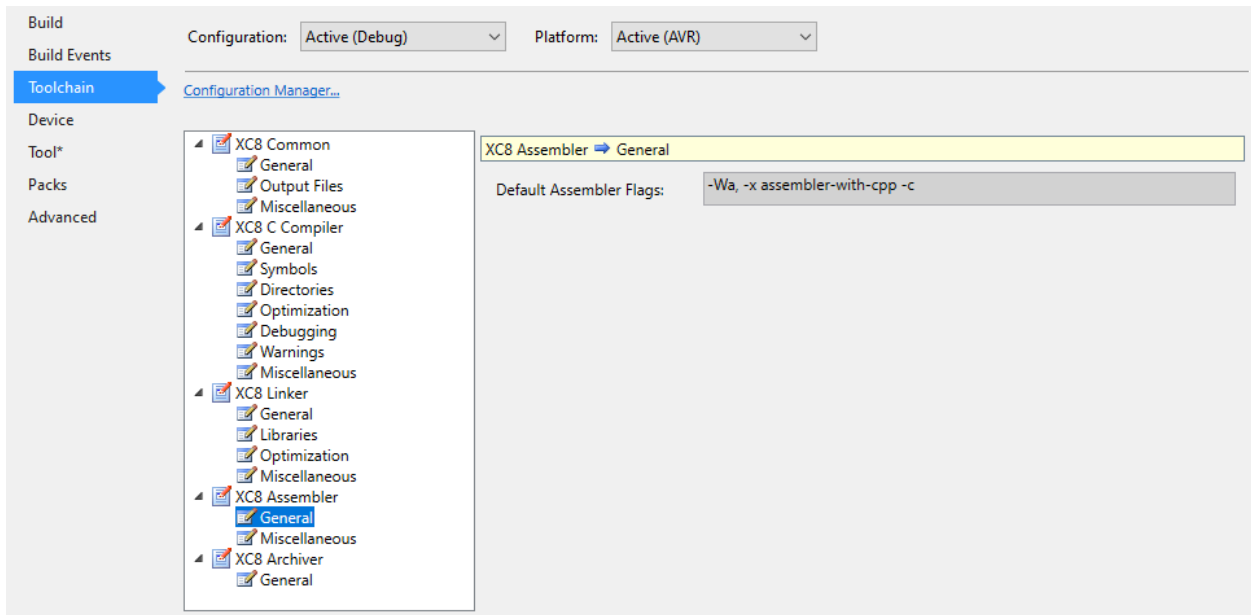 Build
Build Events
Toolchain
Device
Tool*
Packs
Advanced
Configuration: Active (Debug) Platform: Active (AVR)
Configuration Manager...
XC8 Common
General
Output Files
Miscellaneous
XC8 C Compiler
General
Symbols
Directories
Optimization
Debugging
Warnings
Miscellaneous
XC8 Linker
General
Libraries
Optimization
Miscellaneous
XC8 Assembler
General
Miscellaneous
XC8 Archiver
General
XC8 Assembler General
Default Assembler Flags: -Wa, -x assembler-with-cpp -c